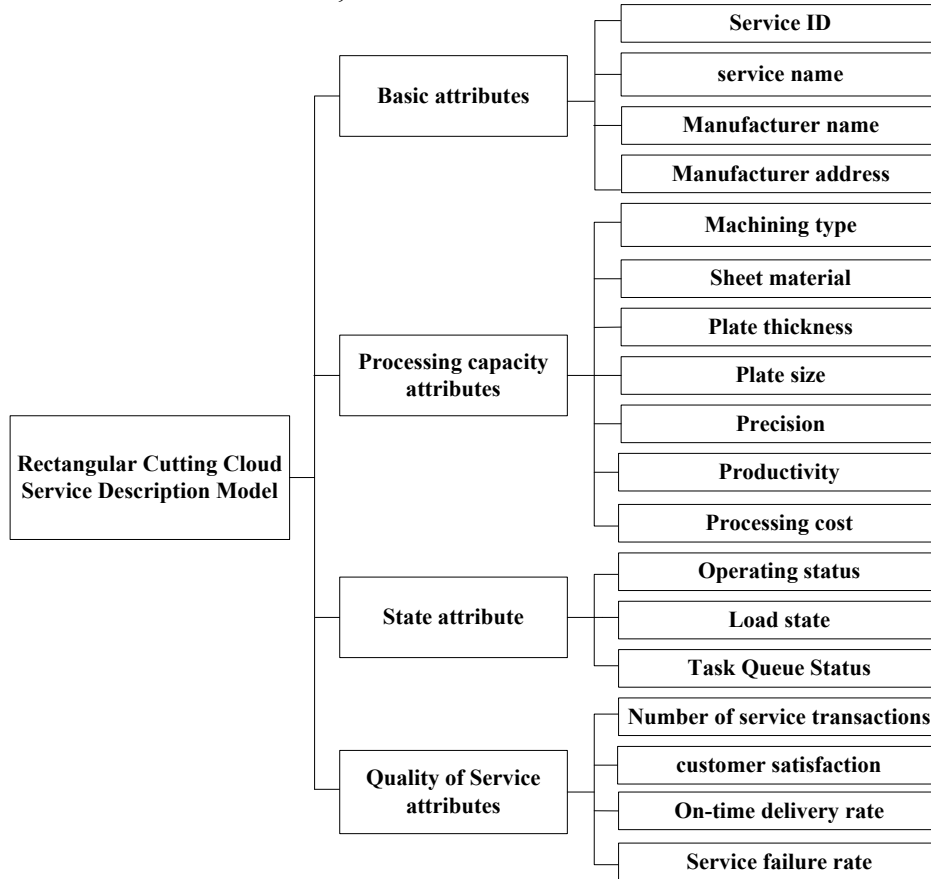 Service ID
service name
Basic attributes
Manufacturer name
Manufacturer address
Machining type
Sheet material
Plate thickness
Processing capacity
attributes
Plate size
Precision
Rectangular Cutting Cloud
Service Description Model
Productivity
Processing cost
Operating status
State attribute
Load state
Task Queue Status
Number of service transactions
Quality of Service
attributes
customer satisfaction
On-time delivery rate
Service failure rate